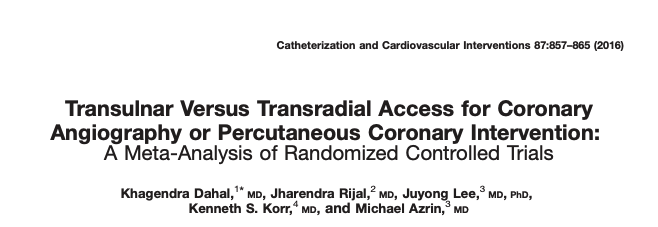 Catheterization and Cardiovascular Interventions 87:857–865 (2016)
Transulnar Versus Transradial Access for Coronary
Angiography or Percutaneous Coronary Intervention:
A Meta-Analysis of Randomized Controlled Trials
Khagendra Dahal,1* MD, Jharendra Rijal,2 MD, Juyong Lee,3 MD, PhD,
Kenneth S. Korr,4 MD, and Michael Azrin,3 MD